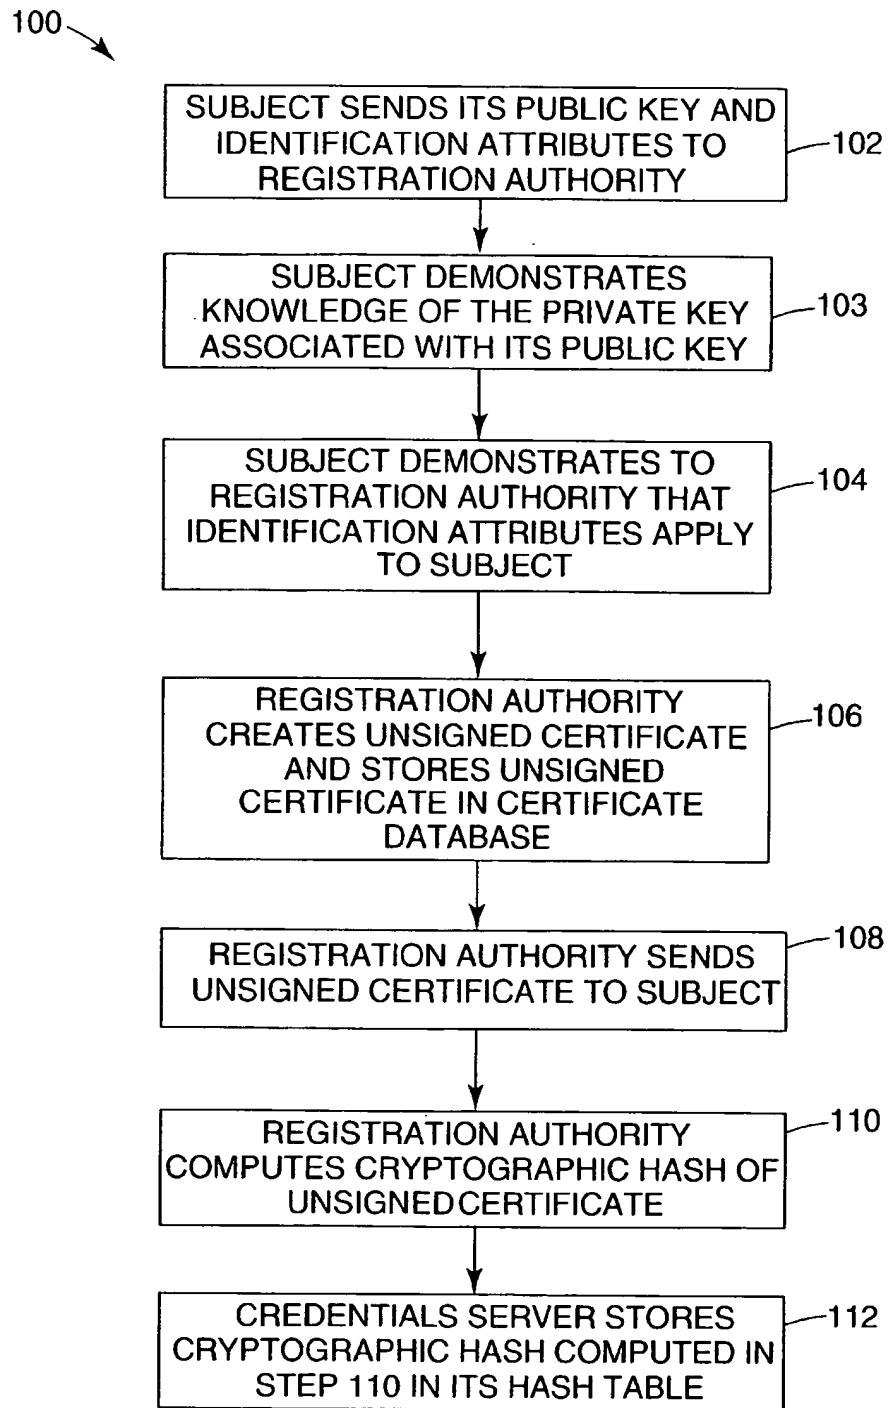 100
SUBJECT SENDS ITS PUBLIC KEY AND
IDENTIFICATION ATTRIBUTES TO
REGISTRATION AUTHORITY
102
SUBJECT DEMONSTRATES
KNOWLEDGE OF THE PRIVATE KEY
ASSOCIATED WITH ITS PUBLIC KEY
103
SUBJECT DEMONSTRATES TO
REGISTRATION AUTHORITY THAT
IDENTIFICATION ATTRIBUTES APPLY
TO SUBJECT
104
REGISTRATION AUTHORITY
CREATES UNSIGNED CERTIFICATE
AND STORES UNSIGNED
CERTIFICATE IN CERTIFICATE
DATABASE
106
REGISTRATION AUTHORITY SENDS
UNSIGNED CERTIFICATE TO SUBJECT
108
REGISTRATION AUTHORITY
COMPUTES CRYPTOGRAPHIC HASH OF
UNSIGNED CERTIFICATE
110
CREDENTIALS SERVER STORES
CRYPTOGRAPHIC HASH COMPUTED IN
STEP 110 IN ITS HASH TABLE
112